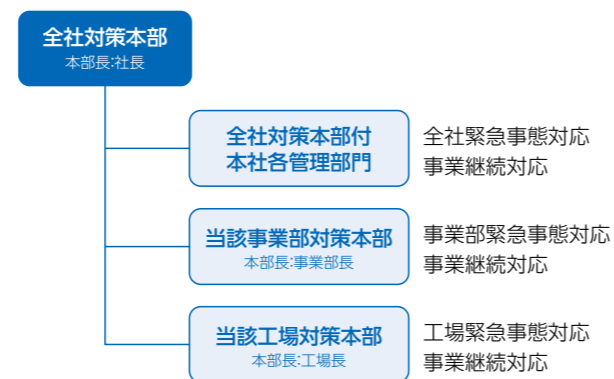 全社対策本部
本部長:社長
全社対策本部付
本社各管理部門
全社緊急事態対応
事業継続対応
当該事業部対策本部
本部長:事業部長
事業部緊急事態対応
事業継続対応
当該工場対策本部
本部長:工場長
工場緊急事態対応
事業継続対応